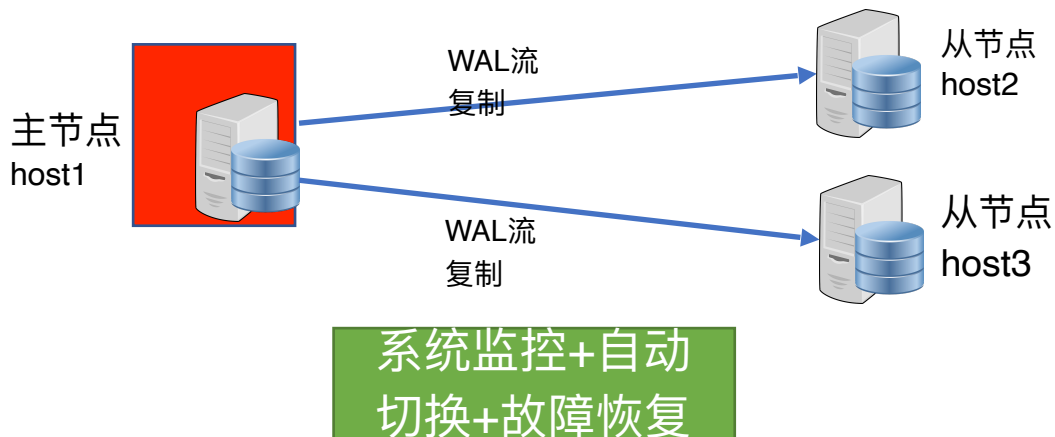 主节点
host1
WAL流
复制
WAL流
复制
从节点
host2
从节点
host3
系统监控+自动
切换+故障恢复